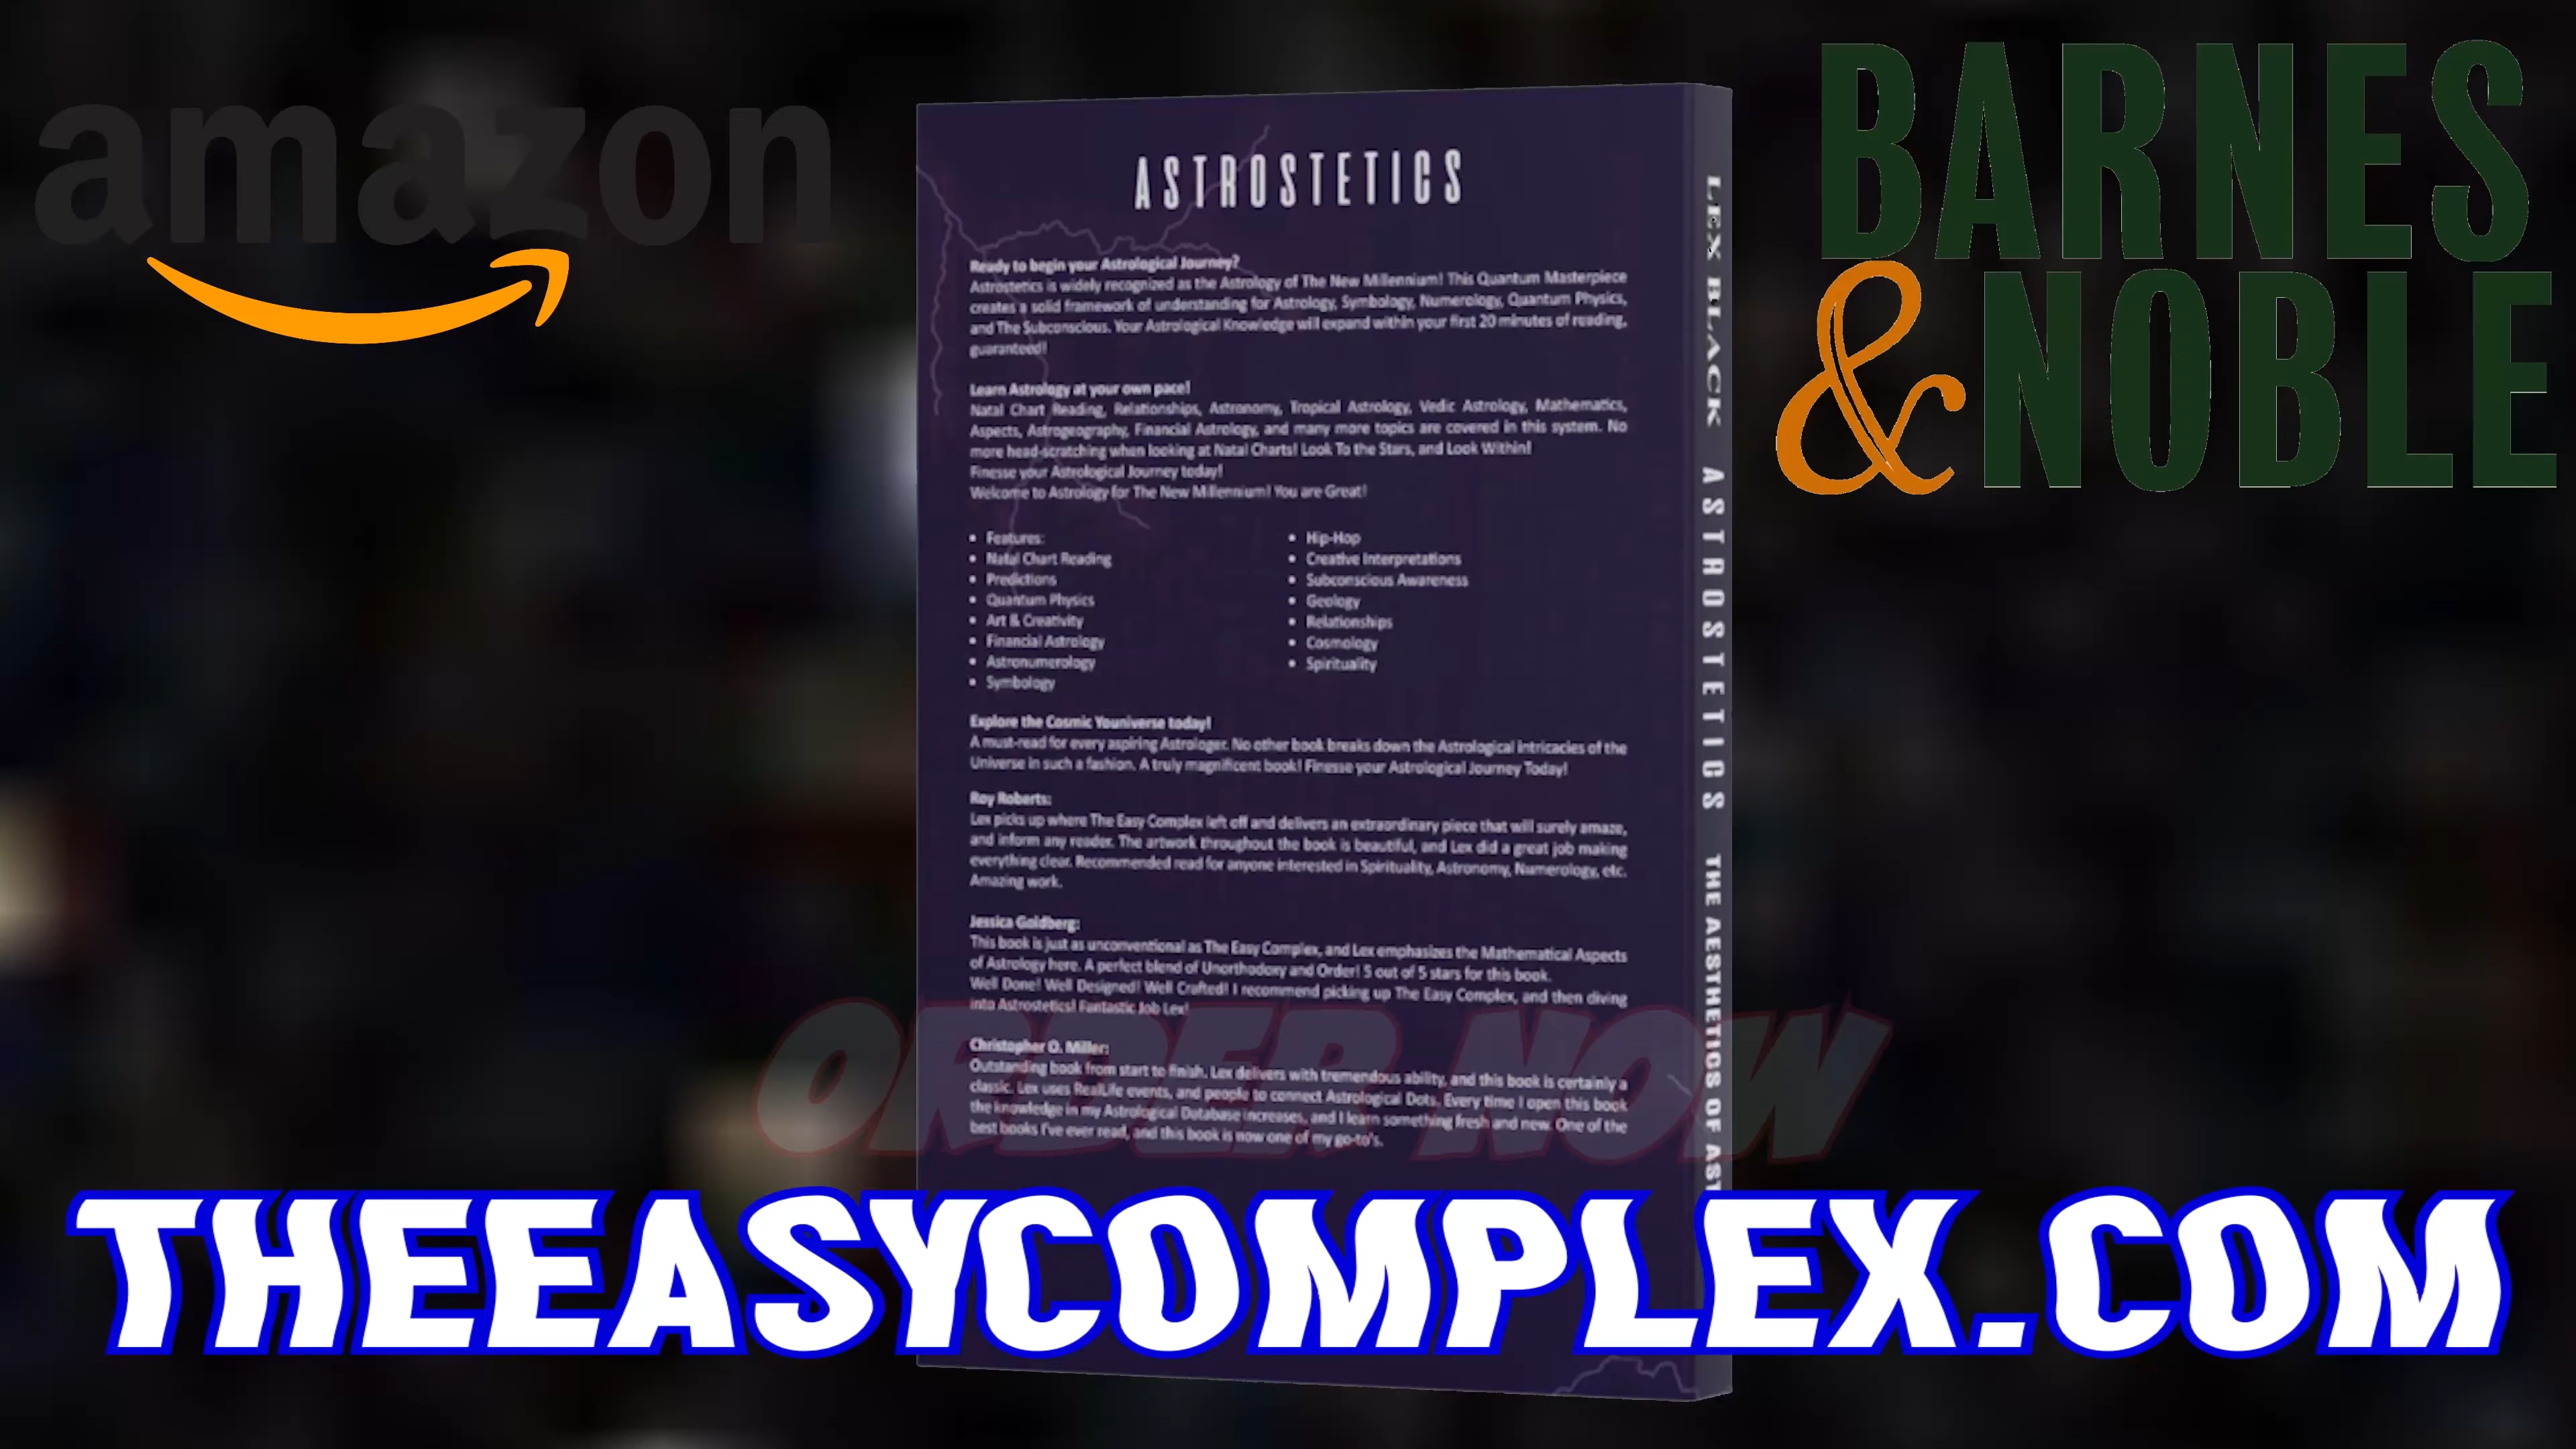 amazon
BARNES
&NOBLE
ASTROSTETICS
Ready to begin your Astrological Journey?
Astrostetics is widely recognized as the Astrology of The New Millennium! This Quantum Masterpiece
creates a solid framework of understanding for Astrology, Symbology, Numerology, Quantum Physics,
and The Subconscious. Your Astrological Knowledge will expand within your first 20 minutes of reading,
guaranteed!
Learn Astrology at your own pace!
Natal Chart Reading, Relationships, Astronomy, Tropical Astrology, Vedic Astrology, Mathematics,
Aspects, Astrogeography, Financial Astrology, and many more topics are covered in this system. No
more head-scratching when looking at Natal Charts! Look To the Stars, and Look Within!
Finesse your Astrological Journey today!
Welcome to Astrology for The New Millennium! You are Great!
• Features:
• Natal Chart Reading
• Predictions
• Quantum Physics
• Art & Creativity
• Financial Astrology
• Astronumerology
• Symbology
• Hip-Hop
• Creative Interpretations
• Subconscious Awareness
• Geology
• Relationships
• Cosmology
• Spirituality
Explore the Cosmic Youniverse today!
A must-read for every aspiring Astrologer. No other book breaks down the Astrological intricacies of the
Universe in such a fashion. A truly magnificent book! Finesse your Astrological Journey Today!
Roy Roberts:
Lex picks up where The Easy Complex left off and delivers an extraordinary piece that will surely amaze,
and inform any reader. The artwork throughout the book is beautiful, and Lex did a great job making
everything clear. Recommended read for anyone interested in Spirituality, Astronomy, Numerology, etc.
Amazing work.
Jessica Goldberg:
This book is just as unconventional as The Easy Complex, and Lex emphasizes the Mathematical Aspects
of Astrology here. A perfect blend of Unorthodoxy and Order! 5 out of 5 stars for this book.
Well Done! Well Designed! Well Crafted! I recommend picking up The Easy Complex, and then diving
into Astrostetics! Fantastic Job Lex!
Christopher O. Miller:
Outstanding book from start to finish. Lex delivers with tremendous ability, and this book is certainly a
classic. Lex uses RealLife events, and people to connect Astrological Dots. Every time I open this book
the knowledge in my Astrological Database increases, and I learn something fresh and new. One of the
best books I've ever read, and this book is now one of my go-to's.
LEX BLACK ASTROSTETICS THE AESTHETICS OF AST
ORDER NOW
THEEASYCOMPLEX.COM